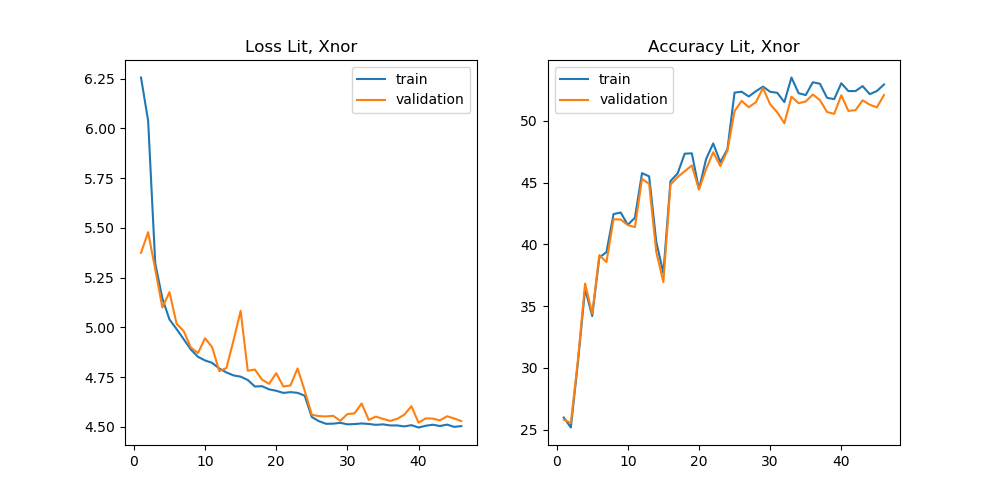 Loss Lit, Xnor
6.25
6.00
5.75
5.50
5.25
5.00
4.75
4.50
0 10 20 30 40
train
validation
Accuracy Lit, Xnor
50
45
40
35
30
25
0 10 20 30 40
train
validation